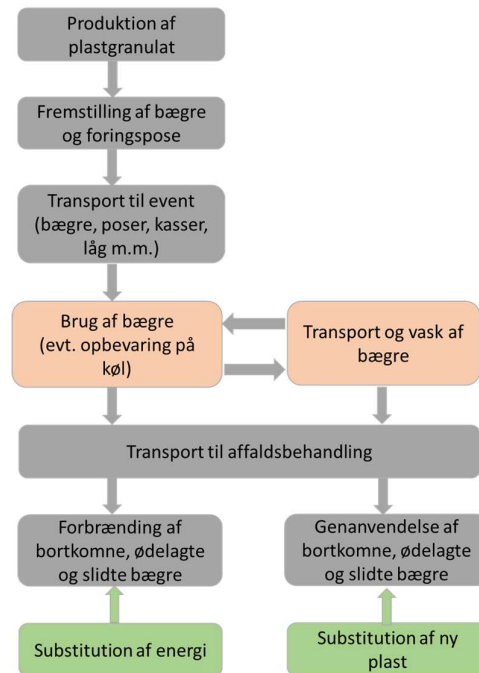 Produktion af
plastgranulat
Fremstilling af bægre
og foringspose
Transport til event
(bægre, poser, kasser,
låg m.m.)
Brug af bægre
(evt. opbevaring på
køl)
Transport og vask af
bægre
Transport til affaldsbehandling
Forbrænding af
bortkomne, ødelagte
og slidte bægre
Genanvendelse af
bortkomne, ødelagte
og slidte bægre
Substitution af energi
Substitution af ny
plast